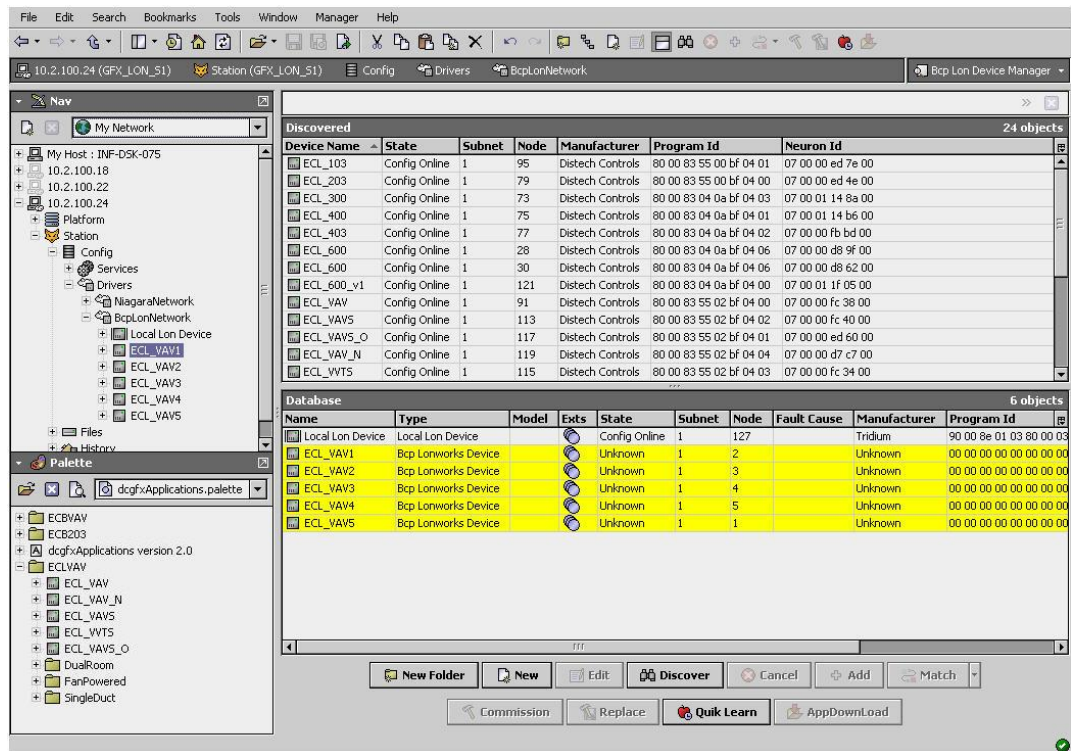 File Edit Search Bookmarks Tools Window Manager Help
10.2.100.24 (GFX_LON_S1) Station (GFX_LON_S1) Config Drivers BcpLonNetwork Bcp Lon Device Manager
Nav
My Network
My Host : INF-DSK-075
10.2.100.18
10.2.100.22
10.2.100.24
Platform
Station
Config
Services
Drivers
NiagaraNetwork
BcpLonNetwork
Local Lon Device
ECL_VAV1
ECL_VAV2
ECL_VAV3
ECL_VAV4
ECL_VAV5
Files
History
Palette
dcgfxApplications.palette
ECBVAV
ECB203
dcgfxApplications version 2.0
ECLVAV
ECL_VAV
ECL_VAV_N
ECL_VAVS
ECL_VVTS
ECL_VAVS_O
DualRoom
FanPowered
SingleDuct
Discovered 24 objects
Device Name State Subnet Node Manufacturer Program Id Neuron Id
ECL_103 Config Online 1 95 Distech Controls 80 00 83 55 00 bf 04 01 07 00 00 ed 7e 00
ECL_203 Config Online 1 79 Distech Controls 80 00 83 55 00 bf 04 00 07 00 00 ed 4e 00
ECL_300 Config Online 1 73 Distech Controls 80 00 83 04 0a bf 04 03 07 00 01 14 8a 00
ECL_400 Config Online 1 75 Distech Controls 80 00 83 04 0a bf 04 01 07 00 01 14 b6 00
ECL_403 Config Online 1 77 Distech Controls 80 00 83 04 0a bf 04 02 07 00 00 fb bd 00
ECL_600 Config Online 1 28 Distech Controls 80 00 83 04 0a bf 04 06 07 00 00 d8 9f 00
ECL_600 Config Online 1 30 Distech Controls 80 00 83 04 0a bf 04 06 07 00 00 d8 62 00
ECL_600_v1 Config Online 1 121 Distech Controls 80 00 83 04 0a bf 04 00 07 00 01 1f 05 00
ECL_VAV Config Online 1 91 Distech Controls 80 00 83 55 02 bf 04 00 07 00 00 fc 38 00
ECL_VAVS Config Online 1 113 Distech Controls 80 00 83 55 02 bf 04 02 07 00 00 fc 40 00
ECL_VAVS_O Config Online 1 117 Distech Controls 80 00 83 55 02 bf 04 01 07 00 00 ed 60 00
ECL_VAV_N Config Online 1 119 Distech Controls 80 00 83 55 02 bf 04 04 07 00 00 d7 c7 00
ECL_VVTS Config Online 1 115 Distech Controls 80 00 83 55 02 bf 04 03 07 00 00 fc 34 00
Database 6 objects
Name Type Model Exts State Subnet Node Fault Cause Manufacturer Program Id
Local Lon Device Local Lon Device Config Online 1 127 Tridium 90 00 8e 01 03 80 00 03
ECL_VAV1 Bcp Lonworks Device Unknown 1 2 Unknown 00 00 00 00 00 00 00 00
ECL_VAV2 Bcp Lonworks Device Unknown 1 3 Unknown 00 00 00 00 00 00 00 00
ECL_VAV3 Bcp Lonworks Device Unknown 1 4 Unknown 00 00 00 00 00 00 00 00
ECL_VAV4 Bcp Lonworks Device Unknown 1 5 Unknown 00 00 00 00 00 00 00 00
ECL_VAV5 Bcp Lonworks Device Unknown 1 1 Unknown 00 00 00 00 00 00 00 00
New Folder New Edit Discover Cancel Add Match
Commission Replace Quik Learn AppDownLoad